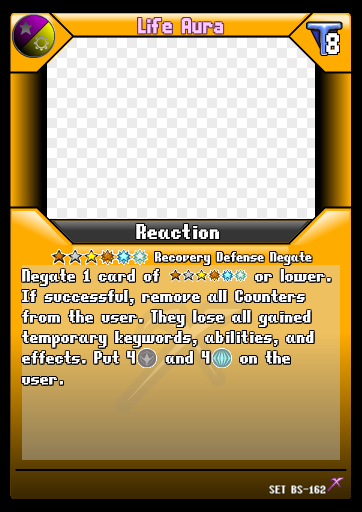 Life Aura
8
Reaction
Recovery Defense Negate
Negate 1 card of or lower.
If successful, remove all Counters
from the user. They lose all gained
temporary keywords, abilities, and
effects. Put 4 and 4 on the
user.
SET BS-162